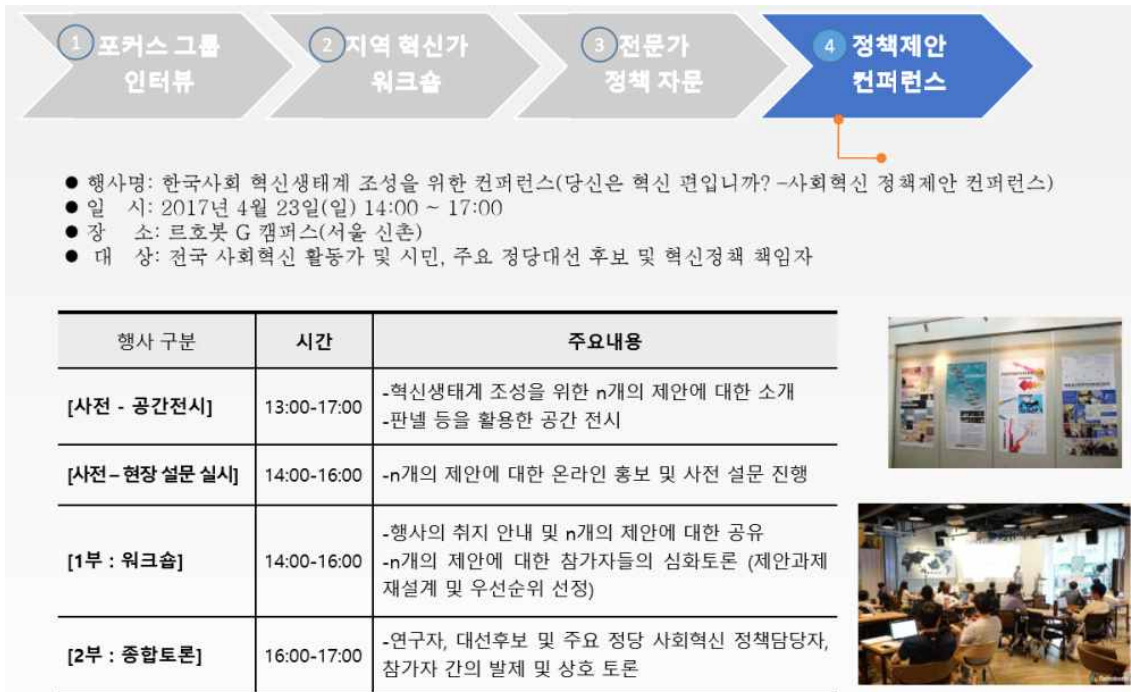 1 포커스 그룹
인터뷰
2 지역 혁신가
워크숍
3 전문가
정책 자문
4 정책제안
컨퍼런스
● 행사명: 한국사회 혁신생태계 조성을 위한 컨퍼런스(당신은 혁신 편입니까? –사회혁신 정책제안 컨퍼런스)
● 일 시: 2017년 4월 23일(일) 14:00 ~ 17:00
● 장 소: 르호봇 G 캠퍼스(서울 신촌)
● 대 상: 전국 사회혁신 활동가 및 시민, 주요 정당대선 후보 및 혁신정책 책임자
행사 구분 시간 주요내용
[사전 - 공간전시] 13:00-17:00 -혁신생태계 조성을 위한 n개의 제안에 대한 소개
-판넬 등을 활용한 공간 전시
[사전–현장 설문 실시] 14:00-16:00 -n개의 제안에 대한 온라인 홍보 및 사전 설문 진행
[1부 : 워크숍] 14:00-16:00 -행사의 취지 안내 및 n개의 제안에 대한 공유
-n개의 제안에 대한 참가자들의 심화토론 (제안과제
재설계 및 우선순위 선정)
[2부 : 종합토론] 16:00-17:00 -연구자, 대선후보 및 주요 정당 사회혁신 정책담당자,
참가자 간의 발제 및 상호 토론